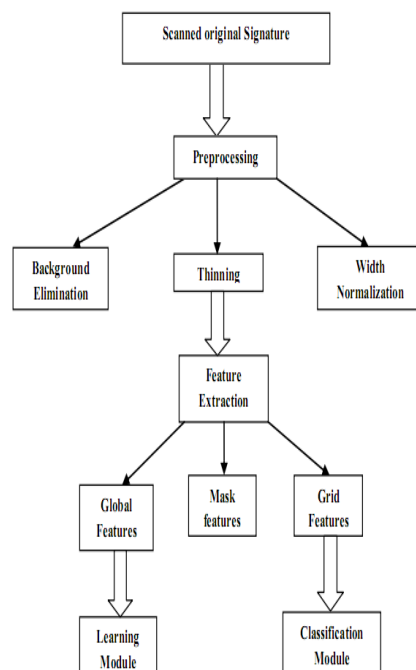 Scanned original Signature
Preprocessing
Background
Elimination
Thinning
Width
Normalization
Feature
Extraction
Global
Features
Mask
features
Grid
Features
Learning
Module
Classification
Module